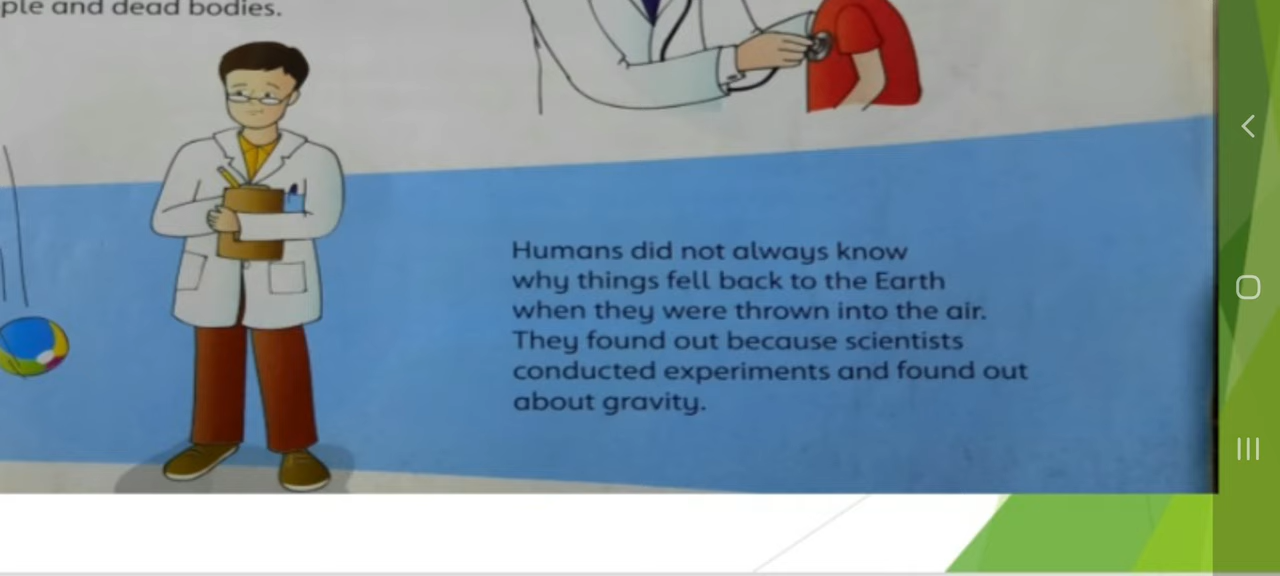 ple and dead bodies.
Humans did not always know
why things fell back to the Earth
when they were thrown into the air.
They found out because scientists
conducted experiments and found out
about gravity.